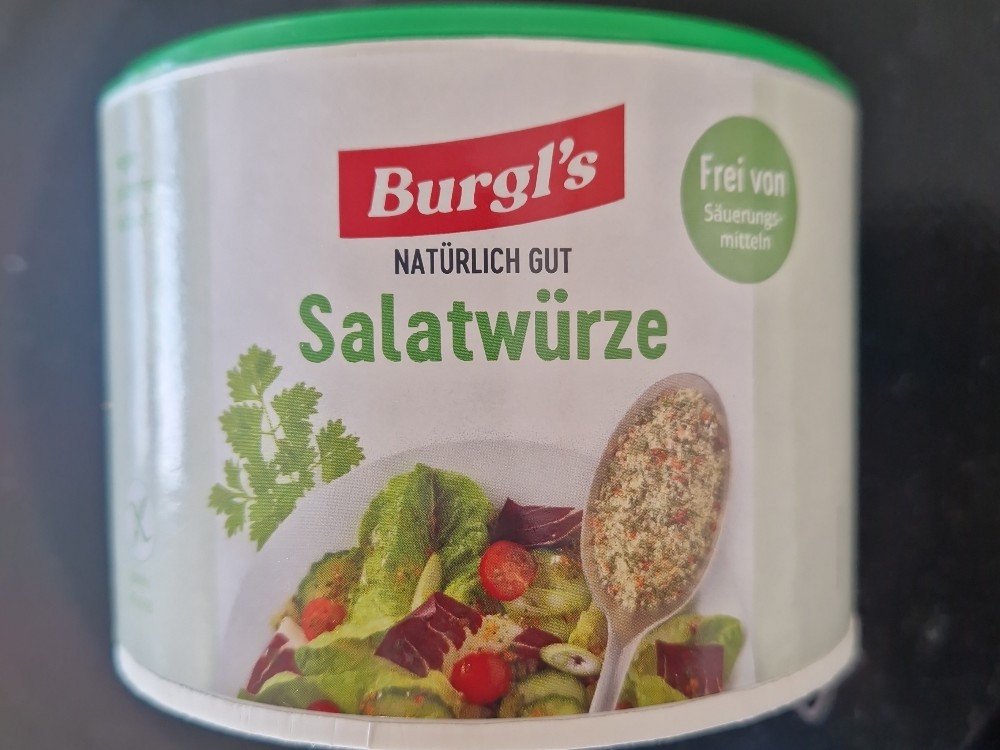 Burgl's
NATÜRLICH GUT
Salatwürze
Frei von
Säuerungs-
mitteln